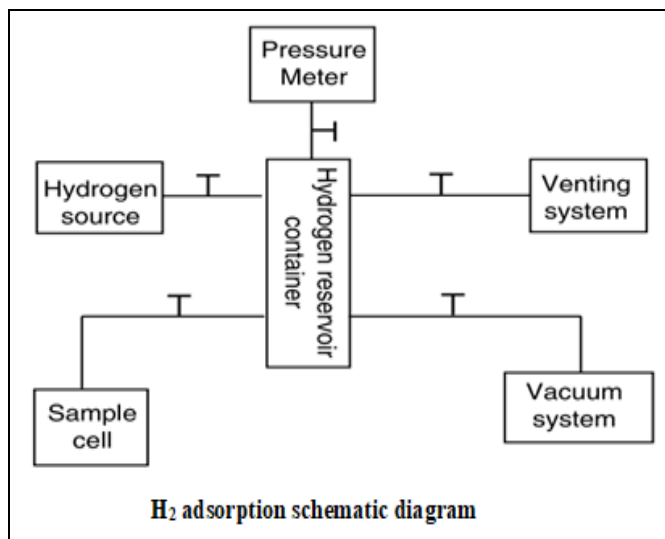 Pressure
Meter
Hydrogen
source
Hydrogen reservoir
container
Venting
system
Sample
cell
Vacuum
system
H₂ adsorption schematic diagram